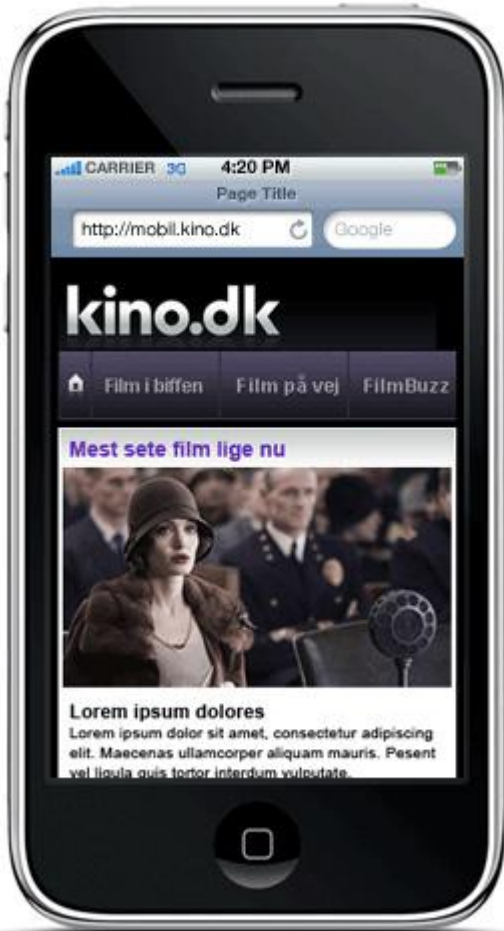 CARRIER 3G 4:20 PM
Page Title
http://mobil.kino.dk Google
kino.dk
Film i biffen Film på vej FilmBuzz
Mest sete film lige nu
Lorem ipsum dolores
Lorem ipsum dolor sit amet, consectetur adipiscing
elit. Maecenas ullamcorper aliquam mauris. Pesent
vel ligula quis tortor interdum vulputate.